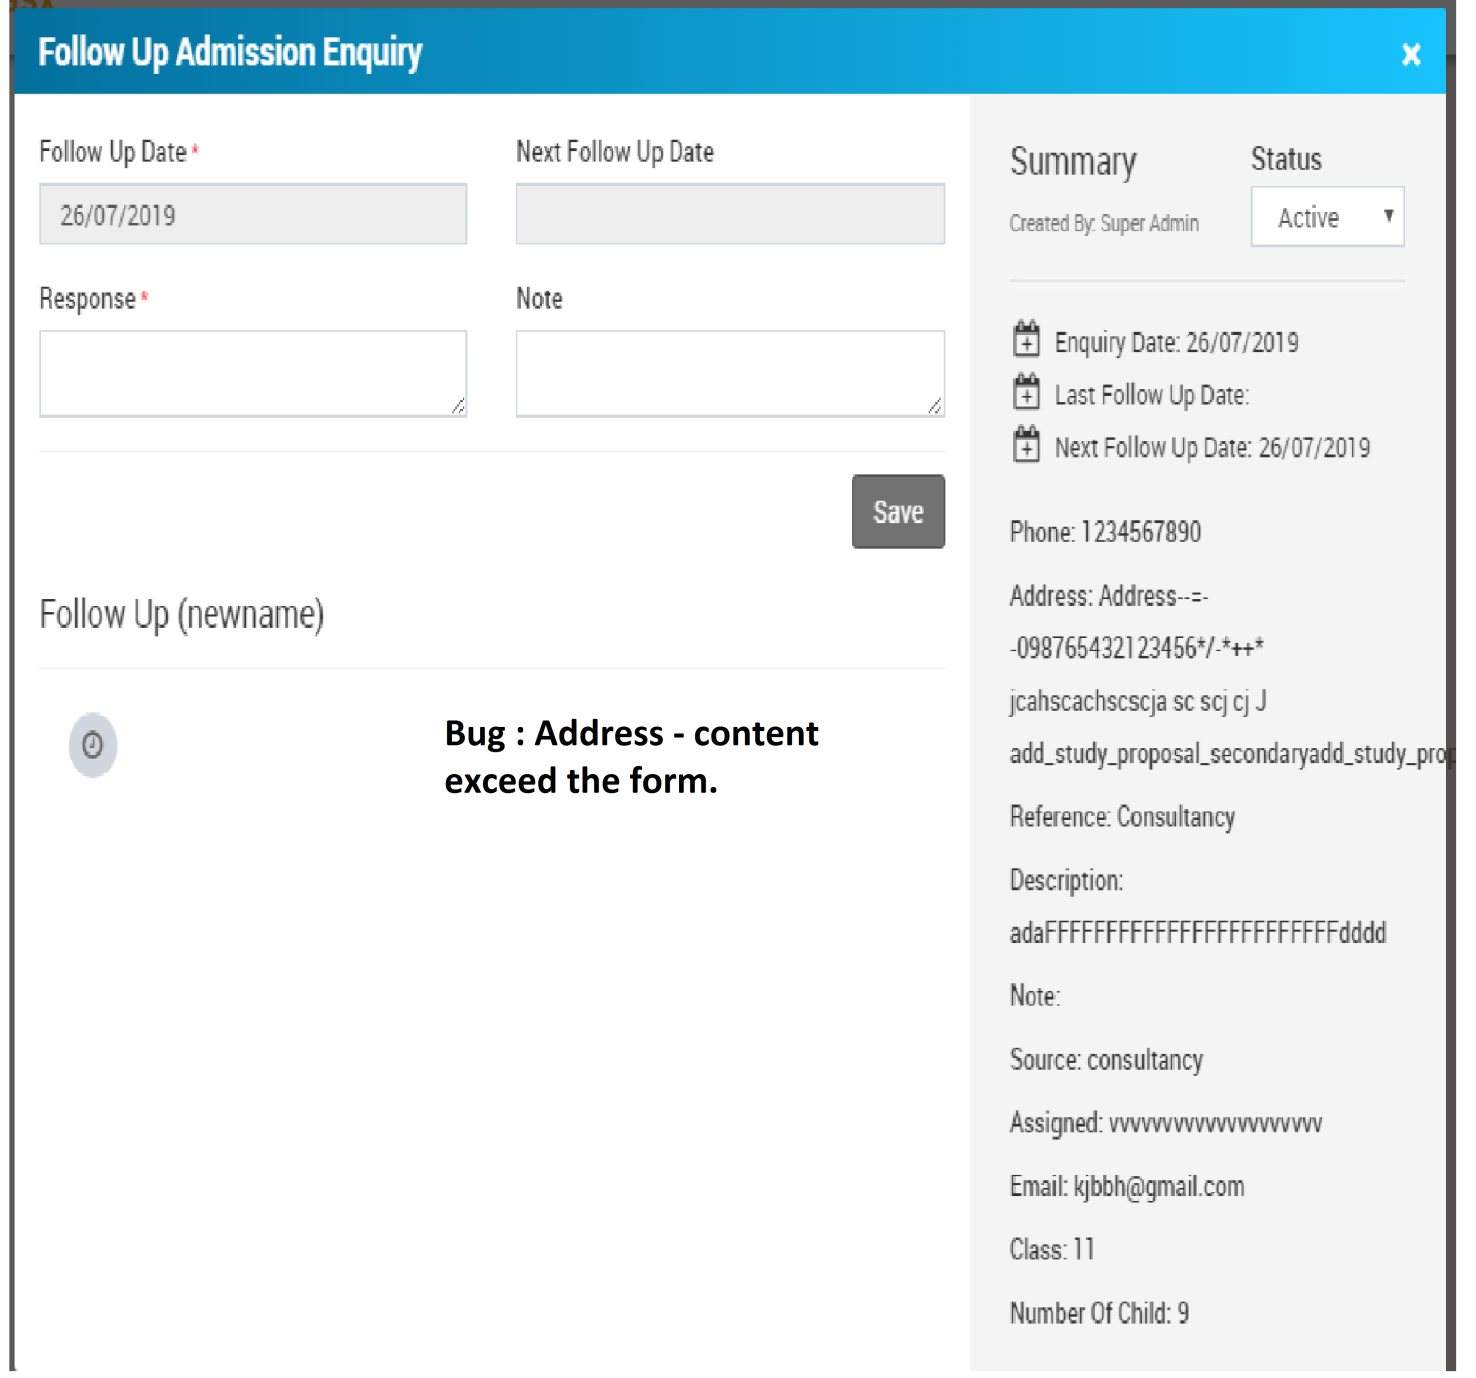 Follow Up Admission Enquiry
×
Follow Up Date *
Next Follow Up Date
26/07/2019
Response *
Note
Save
Follow Up (newname)
Bug : Address - content
exceed the form.
Summary
Status
Created By: Super Admin
Active
Enquiry Date: 26/07/2019
Last Follow Up Date:
Next Follow Up Date: 26/07/2019
Phone: 1234567890
Address: Address--=-
-098765432123456*/-*++*
jcahscachscscja sc scj cj J
add_study_proposal_secondaryadd_study_prop
Reference: Consultancy
Description:
adaFFFFFFFFFFFFFFFFFFFFFFFFdddd
Note:
Source: consultancy
Assigned: vvvvvvvvvvvvvvvvvvv
Email: kjbbh@gmail.com
Class: 11
Number Of Child: 9